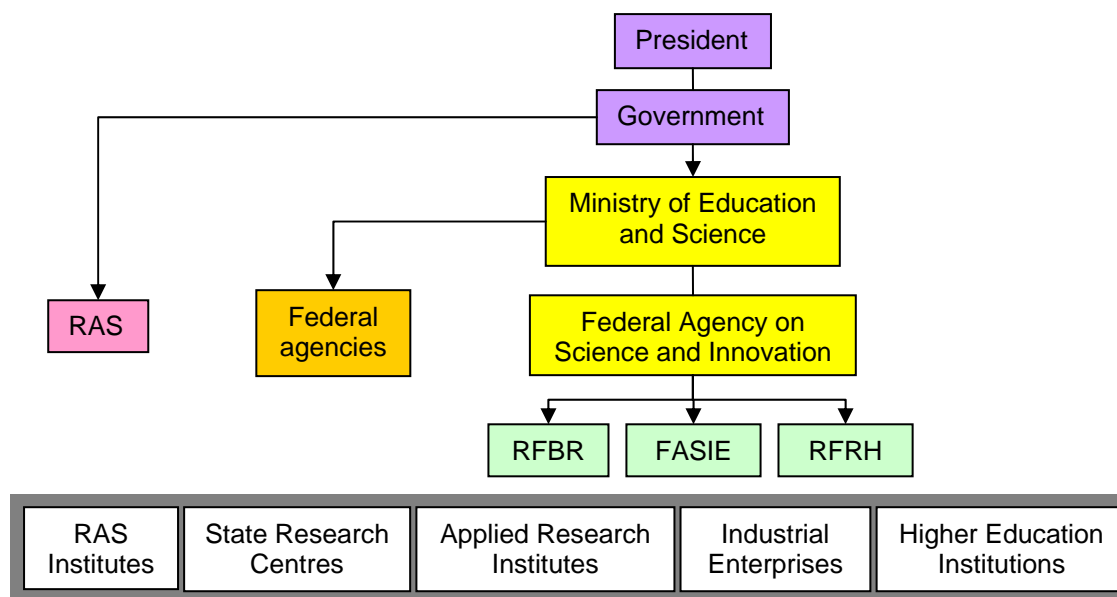 President
Government
Ministry of Education
and Science
RAS
Federal
agencies
Federal Agency on
Science and Innovation
RFBR
FASIE
RFRH
RAS
Institutes
State Research
Centres
Applied Research
Institutes
Industrial
Enterprises
Higher Education
Institutions